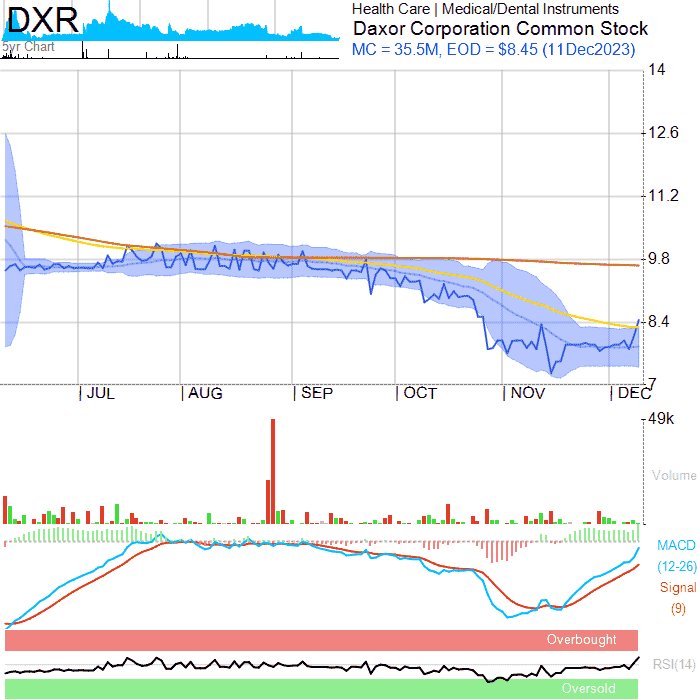 DXR
5yr Chart
Health Care | Medical/Dental Instruments
Daxor Corporation Common Stock
MC = 35.5M, EOD = $8.45 (11Dec2023)
14
12.6
11.2
9.8
8.4
7
JUL
AUG
SEP
OCT
NOV
DEC
49k
Volume
MACD
(12-26)
Signal
(9)
Overbought
RSI(14)
Oversold